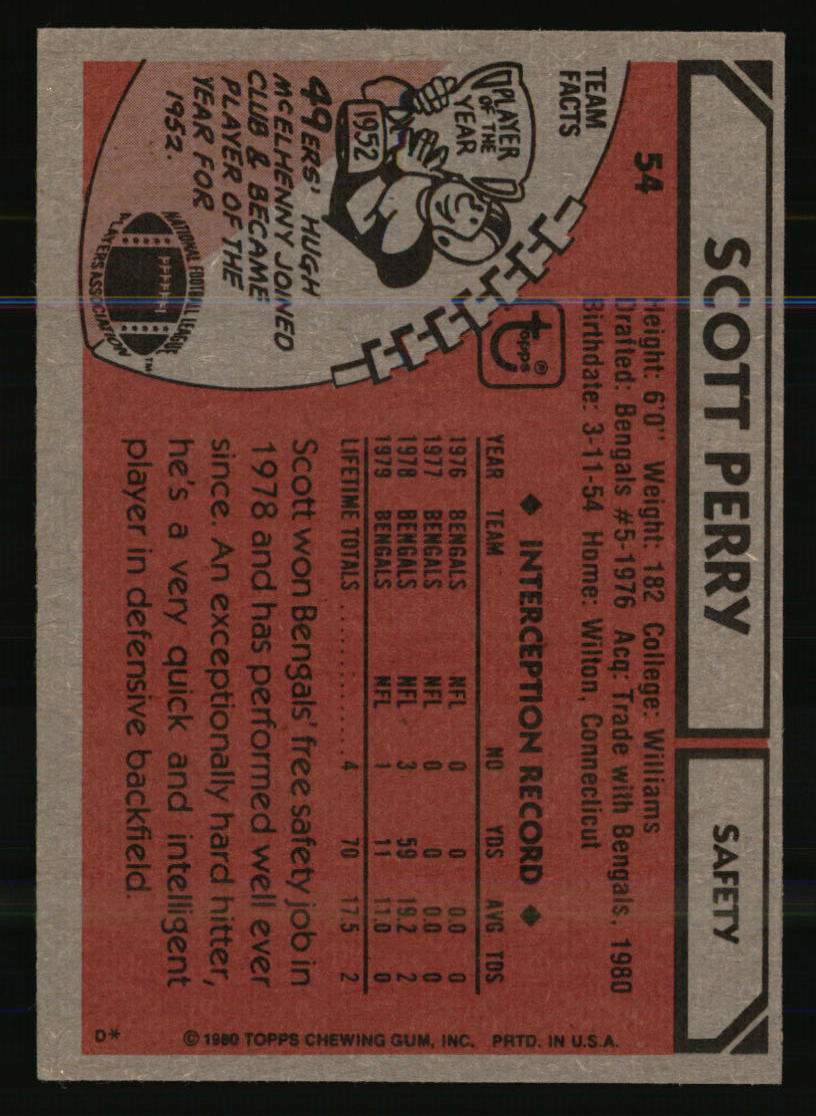 SCOTT PERRY
SAFETY
54
Height: 6'0" Weight: 182 College: Williams
Drafted: Bengals #5-1976 Acq: Trade with Bengals, 1980
Birthdate: 3-11-54 Home: Wilton, Connecticut
TEAM
FACTS
PLAYER
OF THE
YEAR
1952
49ERS' HUGH
McELHENNY JOINED
CLUB & BECAME
PLAYER OF THE
YEAR FOR
1952.
NATIONAL FOOTBALL LEAGUE
PLAYERS ASSOCIATION
TM
Topps®
◆ INTERCEPTION RECORD ◆
YEAR TEAM NO YDS AVG TDS
1976 BENGALS NFL 0 0 0.0 0
1977 BENGALS NFL 0 0 0.0 0
1978 BENGALS NFL 3 59 19.2 2
1979 BENGALS NFL 1 11 11.0 0
LIFETIME TOTALS . . . . . . . . . . . . 4 70 17.5 2
Scott won Bengals' free safety job in
1978 and has performed well ever
since. An exceptionally hard hitter,
he's a very quick and intelligent
player in defensive backfield.
D* © 1980 TOPPS CHEWING GUM, INC. PRTD. IN U.S.A.